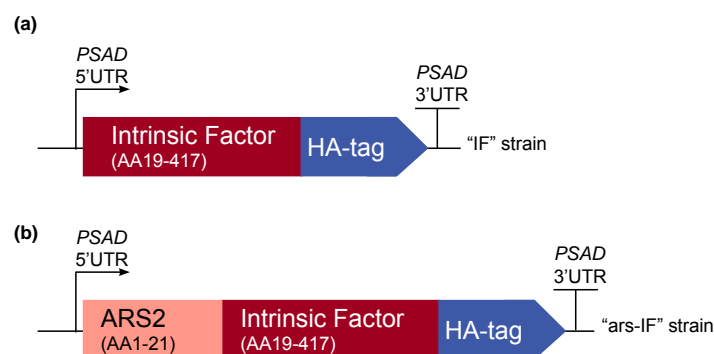 (a)
PSAD
5'UTR
PSAD
3'UTR
Intrinsic Factor
(AA19-417)
HA-tag
“IF” strain
(b)
PSAD
5'UTR
PSAD
3'UTR
ARS2
(AA1-21)
Intrinsic Factor
(AA19-417)
HA-tag
“ars-IF” strain